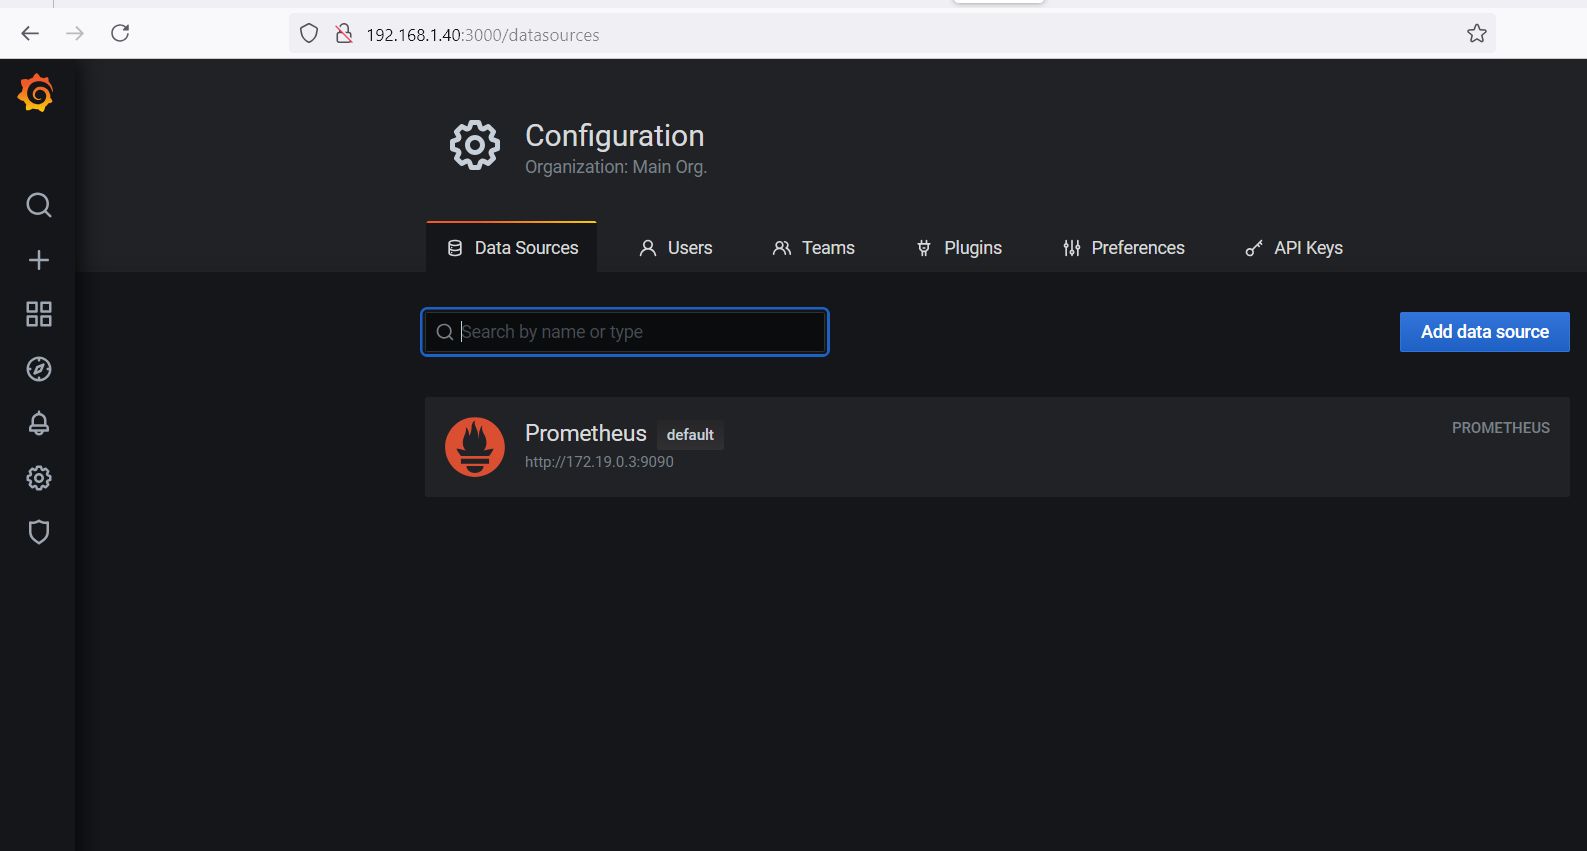 192.168.1.40:3000/datasources
Configuration
Organization: Main Org.
Data Sources Users Teams Plugins Preferences API Keys
Search by name or type Add data source
Prometheus default PROMETHEUS
http://172.19.0.3:9090